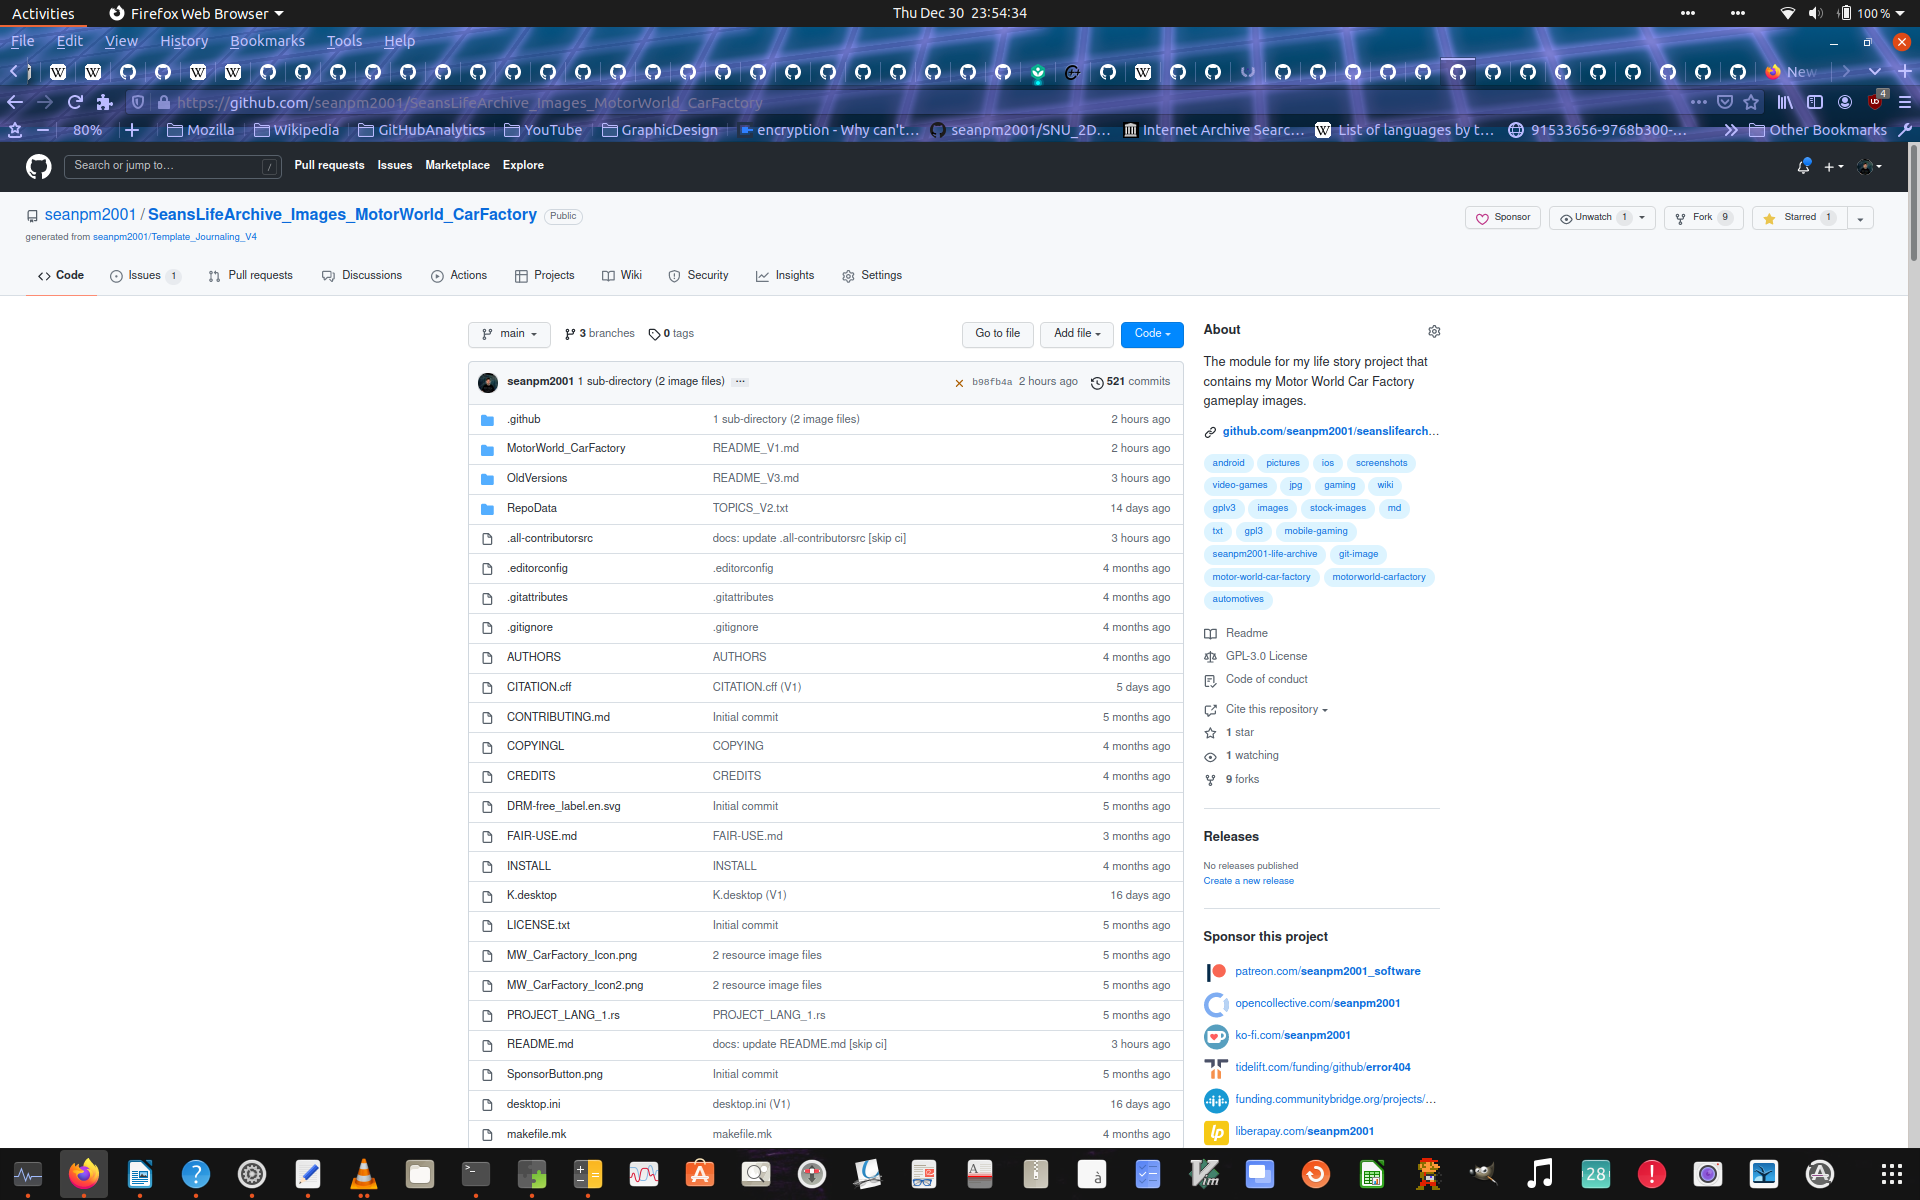 Activities
Firefox Web Browser
Thu Dec 30 23:54:34
100 %
File Edit View History Bookmarks Tools Help
New
https://github.com/seanpm2001/SeansLifeArchive_Images_MotorWorld_CarFactory
4
80%
Mozilla
Wikipedia
GitHubAnalytics
YouTube
GraphicDesign
encryption - Why can't…
seanpm2001/SNU_2D…
Internet Archive Searc…
List of languages by t…
91533656-9768b300-…
Other Bookmarks
Search or jump to…
/
Pull requests Issues Marketplace Explore
seanpm2001 / SeansLifeArchive_Images_MotorWorld_CarFactory Public
generated from seanpm2001/Template_Journaling_V4
Sponsor
Unwatch 1
Fork 9
Starred 1
Code
Issues 1
Pull requests
Discussions
Actions
Projects
Wiki
Security
Insights
Settings
main
3 branches
0 tags
Go to file
Add file
Code
seanpm2001 1 sub-directory (2 image files) ...
b98fb4a 2 hours ago 521 commits
.github 1 sub-directory (2 image files) 2 hours ago
MotorWorld_CarFactory README_V1.md 2 hours ago
OldVersions README_V3.md 3 hours ago
RepoData TOPICS_V2.txt 14 days ago
.all-contributorsrc docs: update .all-contributorsrc [skip ci] 3 hours ago
.editorconfig .editorconfig 4 months ago
.gitattributes .gitattributes 4 months ago
.gitignore .gitignore 4 months ago
AUTHORS AUTHORS 4 months ago
CITATION.cff CITATION.cff (V1) 5 days ago
CONTRIBUTING.md Initial commit 5 months ago
COPYINGL COPYING 4 months ago
CREDITS CREDITS 4 months ago
DRM-free_label.en.svg Initial commit 5 months ago
FAIR-USE.md FAIR-USE.md 3 months ago
INSTALL INSTALL 4 months ago
K.desktop K.desktop (V1) 16 days ago
LICENSE.txt Initial commit 5 months ago
MW_CarFactory_Icon.png 2 resource image files 5 months ago
MW_CarFactory_Icon2.png 2 resource image files 5 months ago
PROJECT_LANG_1.rs PROJECT_LANG_1.rs 5 months ago
README.md docs: update README.md [skip ci] 3 hours ago
SponsorButton.png Initial commit 5 months ago
desktop.ini desktop.ini (V1) 16 days ago
makefile.mk makefile.mk 4 months ago
About
The module for my life story project that
contains my Motor World Car Factory
gameplay images.
github.com/seanpm2001/seanslifearch…
android pictures ios screenshots
video-games jpg gaming wiki
gplv3 images stock-images md
txt gpl3 mobile-gaming
seanpm2001-life-archive git-image
motor-world-car-factory motorworld-carfactory
automotives
Readme
GPL-3.0 License
Code of conduct
Cite this repository
1 star
1 watching
9 forks
Releases
No releases published
Create a new release
Sponsor this project
patreon.com/seanpm2001_software
opencollective.com/seanpm2001
ko-fi.com/seanpm2001
tidelift.com/funding/github/error404
funding.communitybridge.org/projects/…
lp
liberapay.com/seanpm2001
28